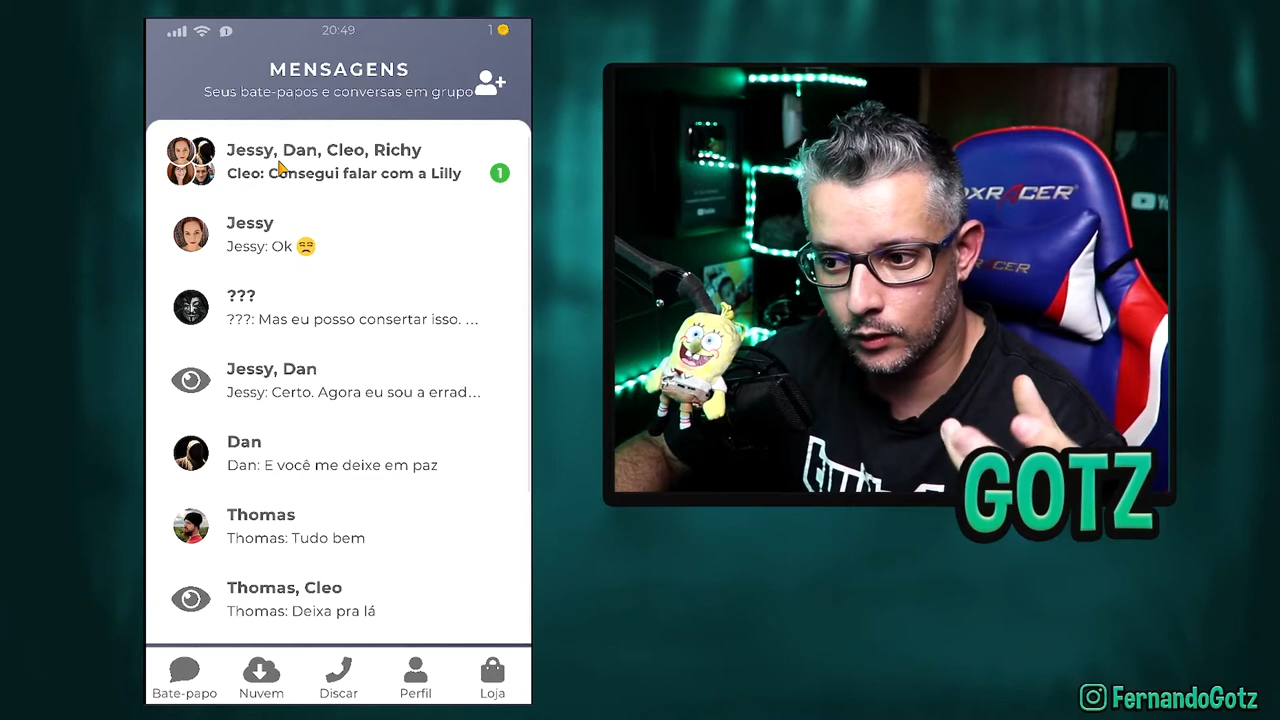 20:49
1
MENSAGENS
Seus bate-papos e conversas em grupo
Jessy, Dan, Cleo, Richy
Cleo: Consegui falar com a Lilly
1
Jessy
Jessy: Ok
???
???: Mas eu posso consertar isso. ...
Jessy, Dan
Jessy: Certo. Agora eu sou a errad...
Dan
Dan: E você me deixe em paz
Thomas
Thomas: Tudo bem
Thomas, Cleo
Thomas: Deixa pra lá
Bate-papo
Nuvem
Discar
Perfil
Loja
GOTZ
FernandoGotz